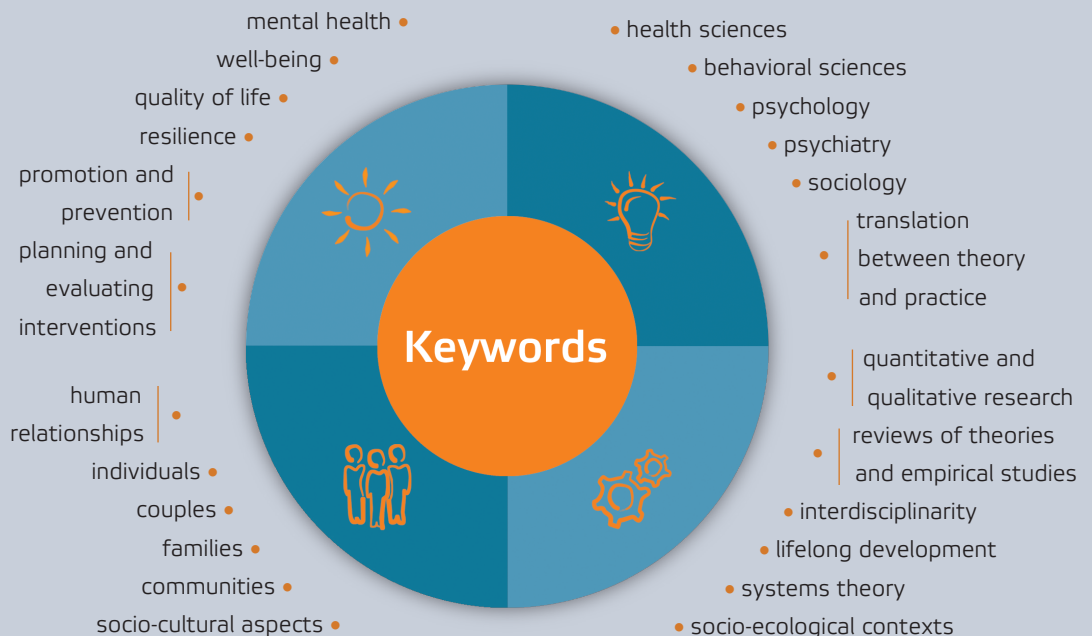 mental health
well-being
quality of life
resilience
promotion and
prevention
planning and
evaluating
interventions
human
relationships
individuals
couples
families
communities
socio-cultural aspects
Keywords
health sciences
behavioral sciences
psychology
psychiatry
sociology
translation
between theory
and practice
quantitative and
qualitative research
reviews of theories
and empirical studies
interdisciplinarity
lifelong development
systems theory
socio-ecological contexts